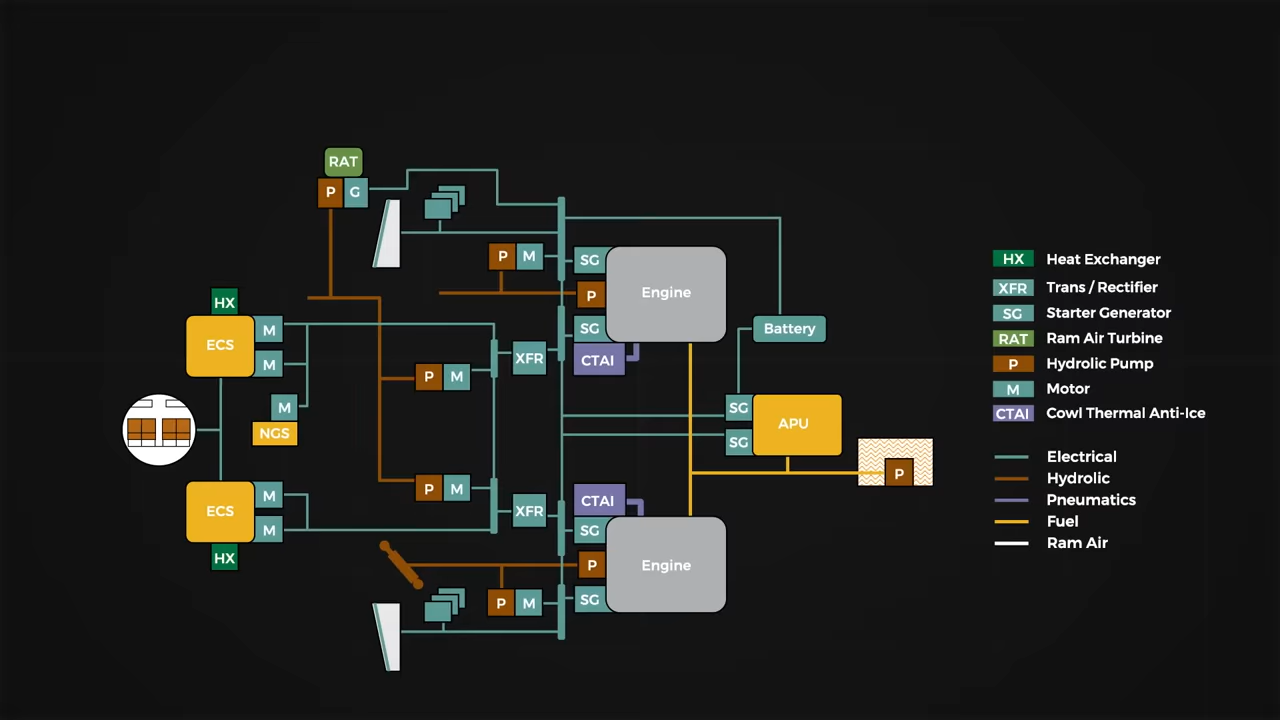 RAT
P G
P M
SG
Engine
P
HX
Heat Exchanger
XFR
Trans / Rectifier
SG
Starter Generator
RAT
Ram Air Turbine
P
Hydrolic Pump
M
Motor
CTAI
Cowl Thermal Anti-Ice
HX
ECS
M
M
SG
Battery
XFR
CTAI
P M
M
NGS
SG
SG
APU
P
Electrical
Hydrolic
Pneumatics
Fuel
Ram Air
P M
ECS
M
M
HX
XFR
CTAI
SG
P
Engine
P M
SG